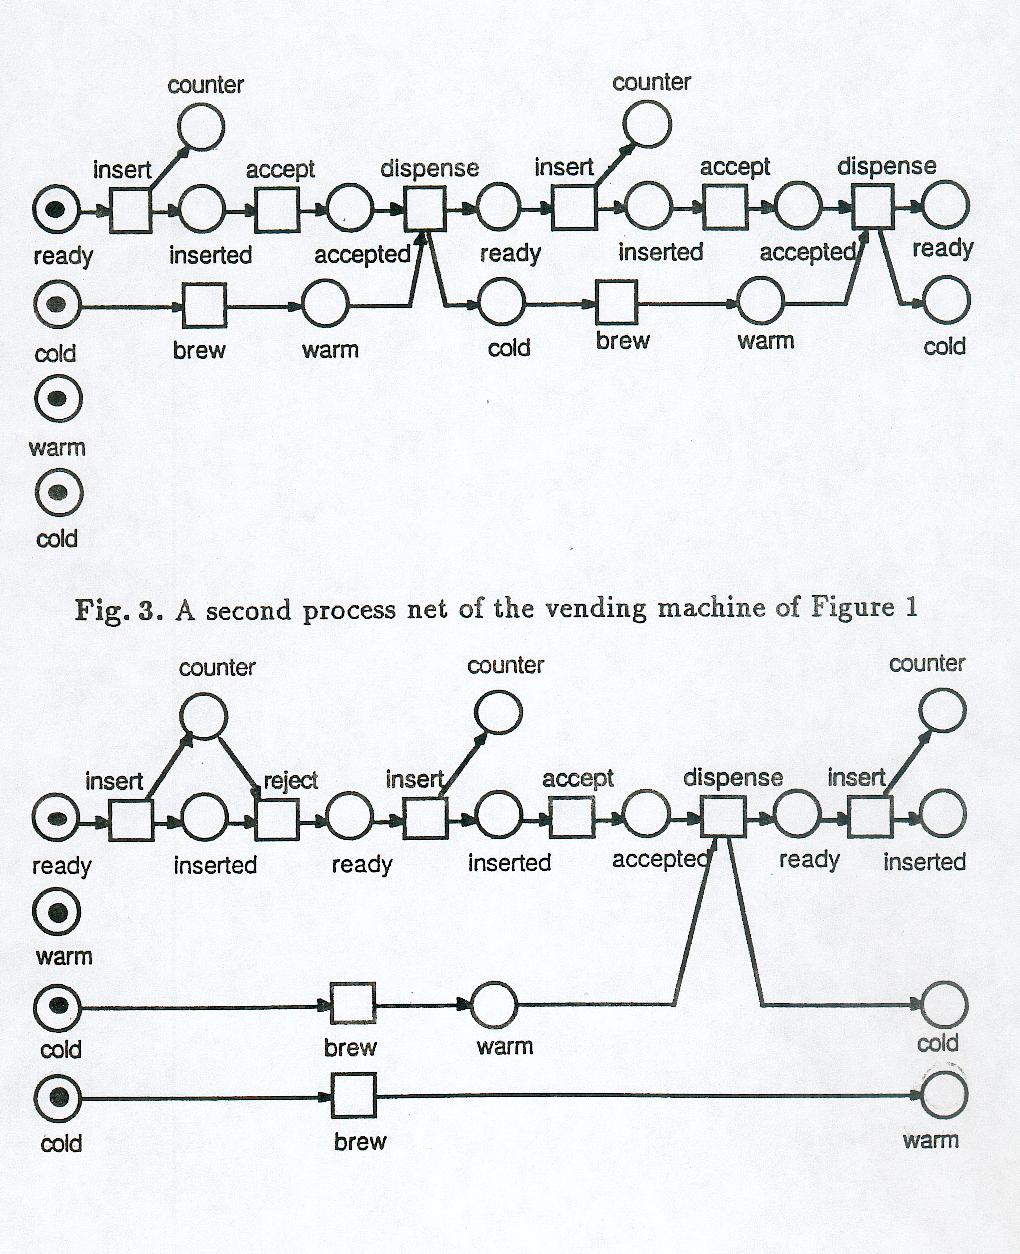 counter counter
insert accept dispense insert accept dispense
ready inserted accepted ready inserted accepted ready
cold brew warm cold brew warm cold
warm
cold
Fig. 3. A second process net of the vending machine of Figure 1
counter counter counter
insert reject insert accept dispense insert
ready inserted ready inserted accepted ready inserted
warm
cold brew warm cold
cold brew warm